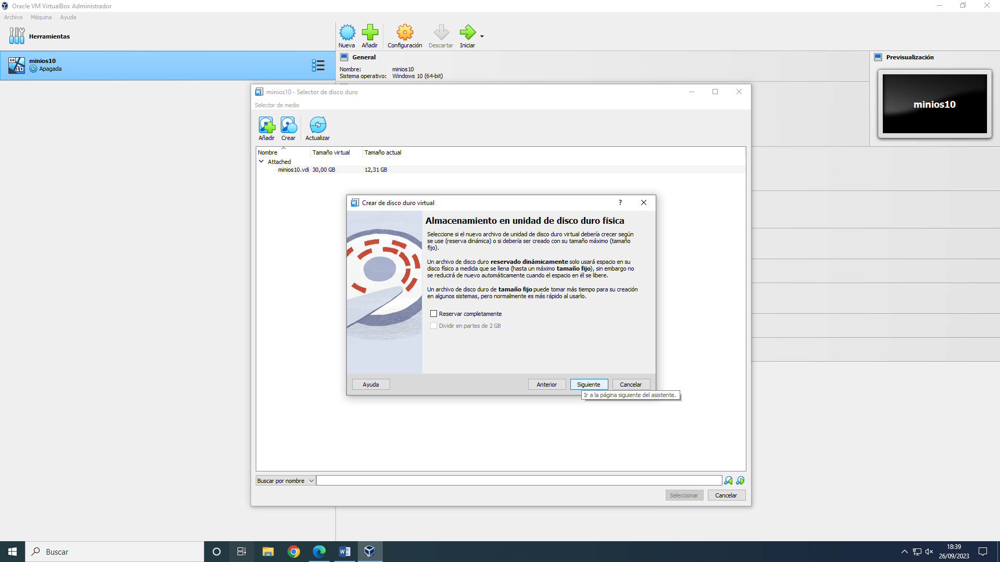 Oracle VM VirtualBox Administrador
Archivo Máquina Ayuda
Herramientas
64
10
minios10
Apagada
Nueva Añadir Configuración Descartar Iniciar
General
Nombre: minios10
Sistema operativo: Windows 10 (64-bit)
Previsualización
minios10
minios10 - Selector de disco duro
Selector de medio
Añadir Crear Actualizar
Nombre Tamaño virtual Tamaño actual
Attached
minios10.vdi 30,00 GB 12,31 GB
Crear de disco duro virtual
?
Almacenamiento en unidad de disco duro física
Seleccione si el nuevo archivo de unidad de disco duro virtual debería crecer según
se use (reserva dinámica) o si debería ser creado con su tamaño máximo (tamaño
fijo).
Un archivo de disco duro reservado dinámicamente solo usará espacio en su
disco físico a medida que se llena (hasta un máximo tamaño fijo), sin embargo no
se reducirá de nuevo automáticamente cuando el espacio en él se libere.
Un archivo de disco duro de tamaño fijo puede tomar más tiempo para su creación
en algunos sistemas, pero normalmente es más rápido al usarlo.
Reservar completamente
Dividir en partes de 2 GB
Ayuda Anterior Siguiente Cancelar
Ir a la página siguiente del asistente.
Buscar por nombre
Seleccionar Cancelar
Buscar
18:39
26/09/2023